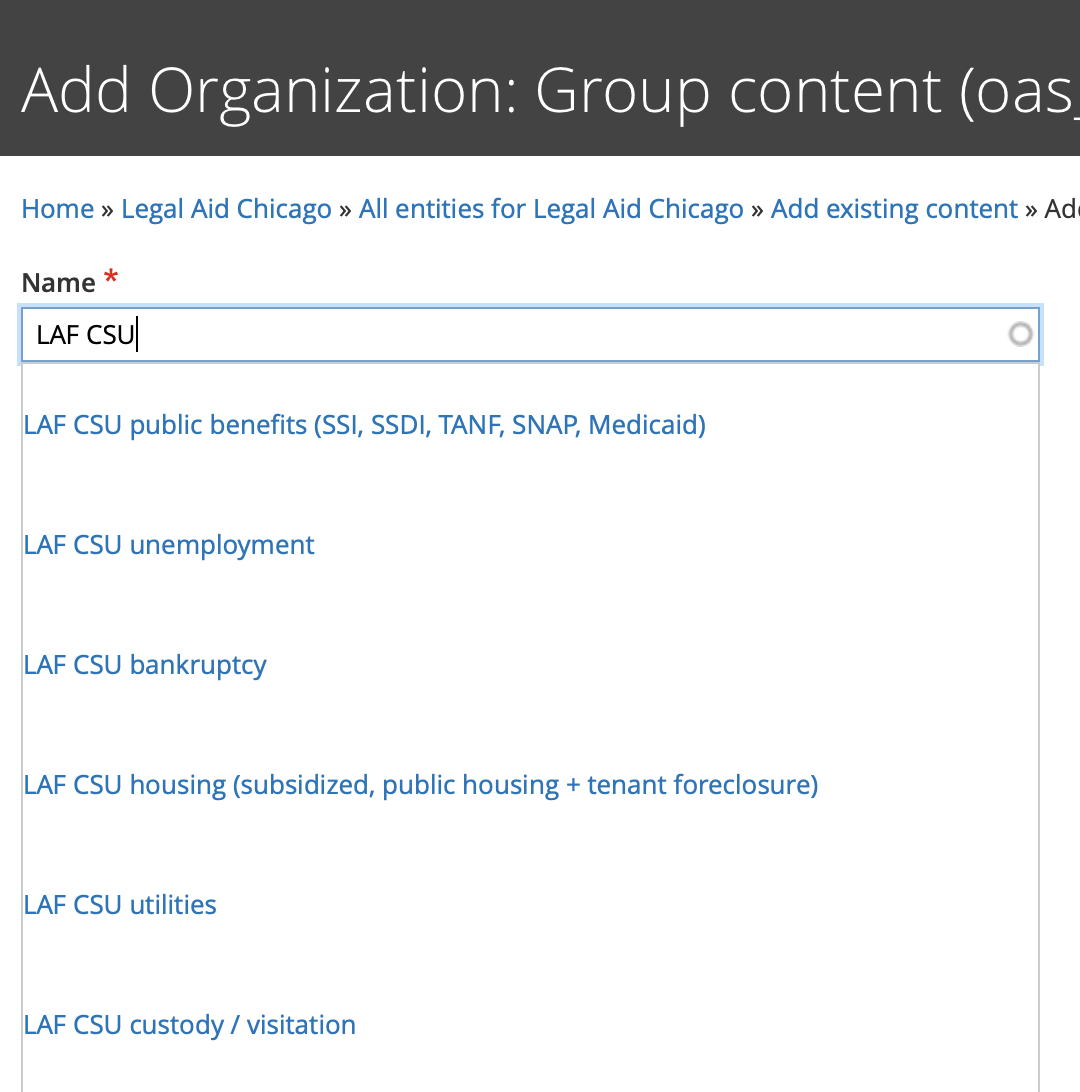 Add Organization: Group content (oas_
Home » Legal Aid Chicago » All entities for Legal Aid Chicago » Add existing content » Add
Name *
LAF CSU
LAF CSU public benefits (SSI, SSDI, TANF, SNAP, Medicaid)
LAF CSU unemployment
LAF CSU bankruptcy
LAF CSU housing (subsidized, public housing + tenant foreclosure)
LAF CSU utilities
LAF CSU custody / visitation